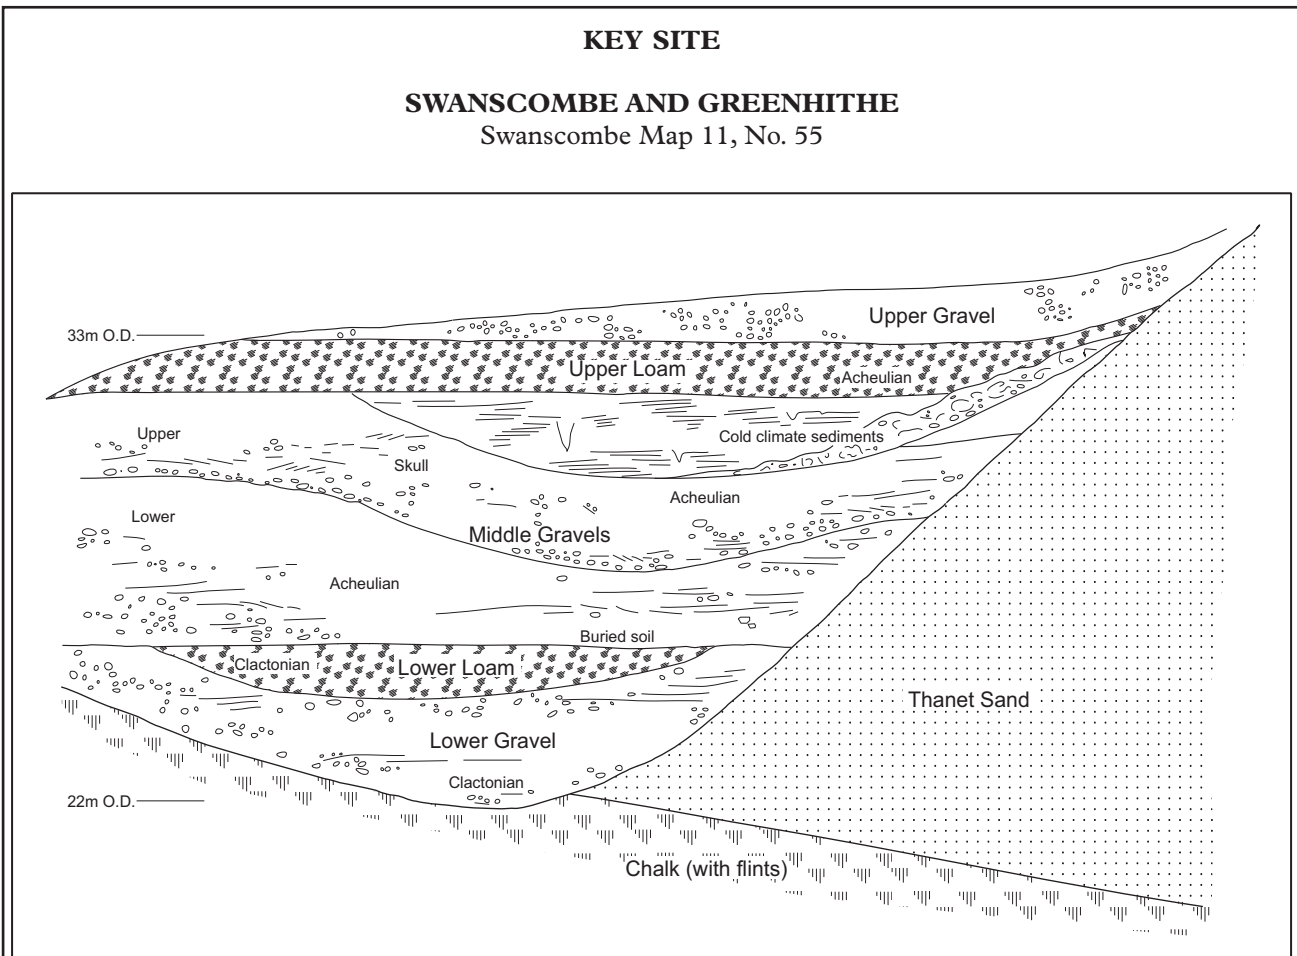 KEY SITE
SWANSCOMBE AND GREENHITHE
Swanscombe Map 11, No. 55
Upper Gravel
33m O.D.
Upper Loam
Acheulian
Upper
Cold climate sediments
Skull
Acheulian
Lower
Middle Gravels
Acheulian
Buried soil
Clactonian
Lower Loam
Thanet Sand
Lower Gravel
Clactonian
22m O.D.
Chalk (with flints)